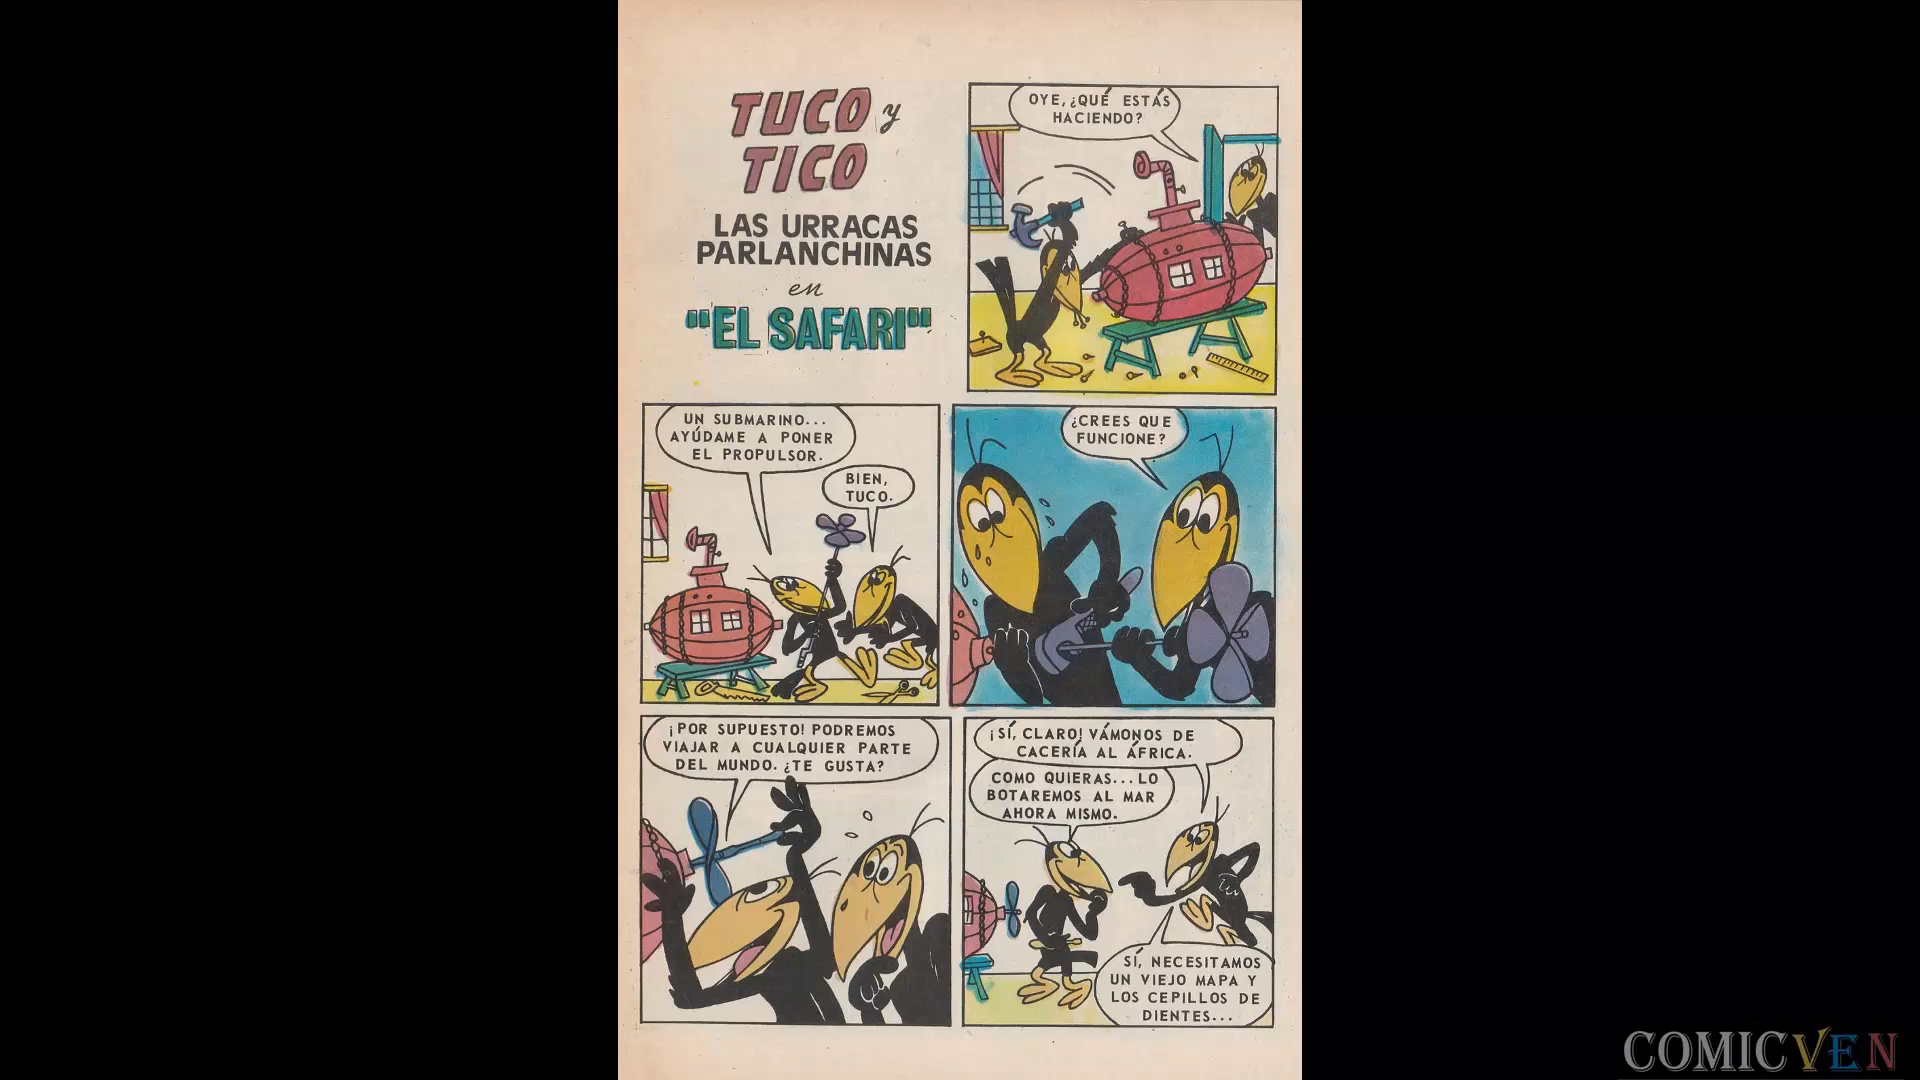 TUCO y
TICO
LAS URRACAS
PARLANCHINAS
en
"EL SAFARI"
OYE, ¿QUÉ ESTÁS
HACIENDO?
UN SUBMARINO...
AYÚDAME A PONER
EL PROPULSOR.
BIEN,
TUCO.
¿CREES QUE
FUNCIONE?
¡POR SUPUESTO! PODREMOS
VIAJAR A CUALQUIER PARTE
DEL MUNDO. ¿TE GUSTA?
¡SÍ, CLARO! VÁMONOS DE
CACERÍA AL ÁFRICA.
COMO QUIERAS... LO
BOTAREMOS AL MAR
AHORA MISMO.
SÍ, NECESITAMOS
UN VIEJO MAPA Y
LOS CEPILLOS DE
DIENTES...
COMICVEN